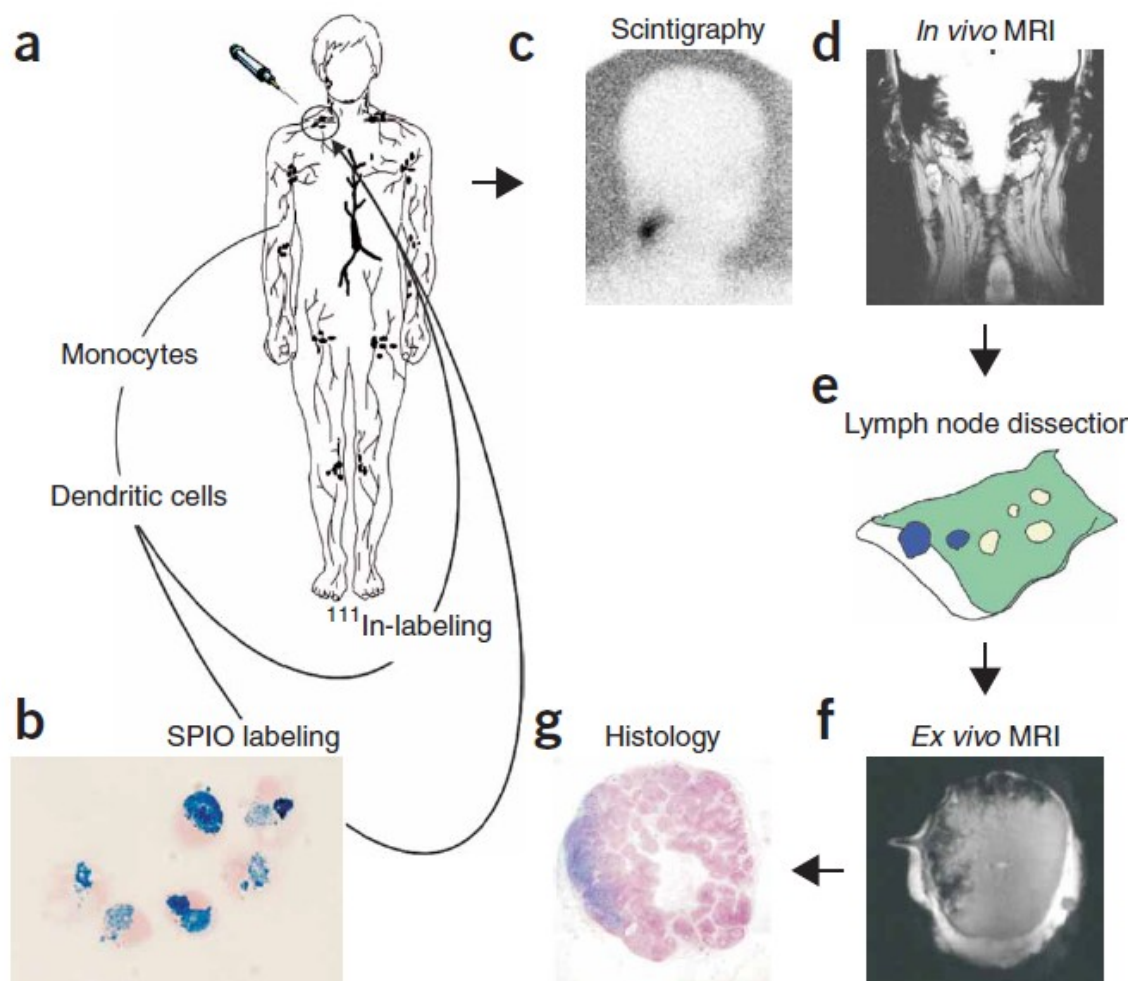 a
Monocytes
Dendritic cells
¹¹¹In-labeling
b
SPIO labeling
c
Scintigraphy
d
In vivo MRI
e
Lymph node dissection
f
Ex vivo MRI
g
Histology